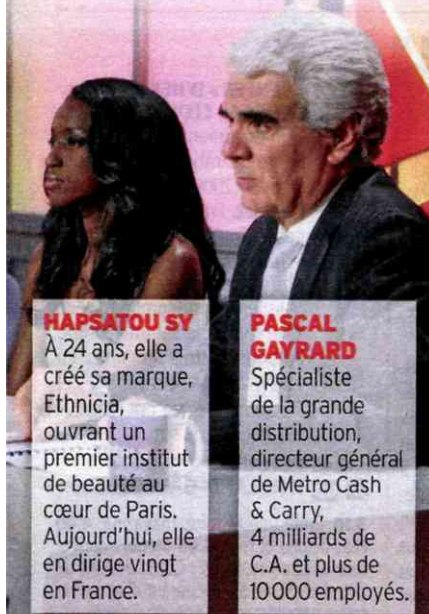 HAPSATOU SY
À 24 ans, elle a
créé sa marque,
Ethnicia,
ouvrant un
premier institut
de beauté au
cœur de Paris.
Aujourd'hui, elle
en dirige vingt
en France.
PASCAL
GAYRARD
Spécialiste
de la grande
distribution,
directeur général
de Metro Cash
& Carry,
4 milliards de
C.A. et plus de
10 000 employés.